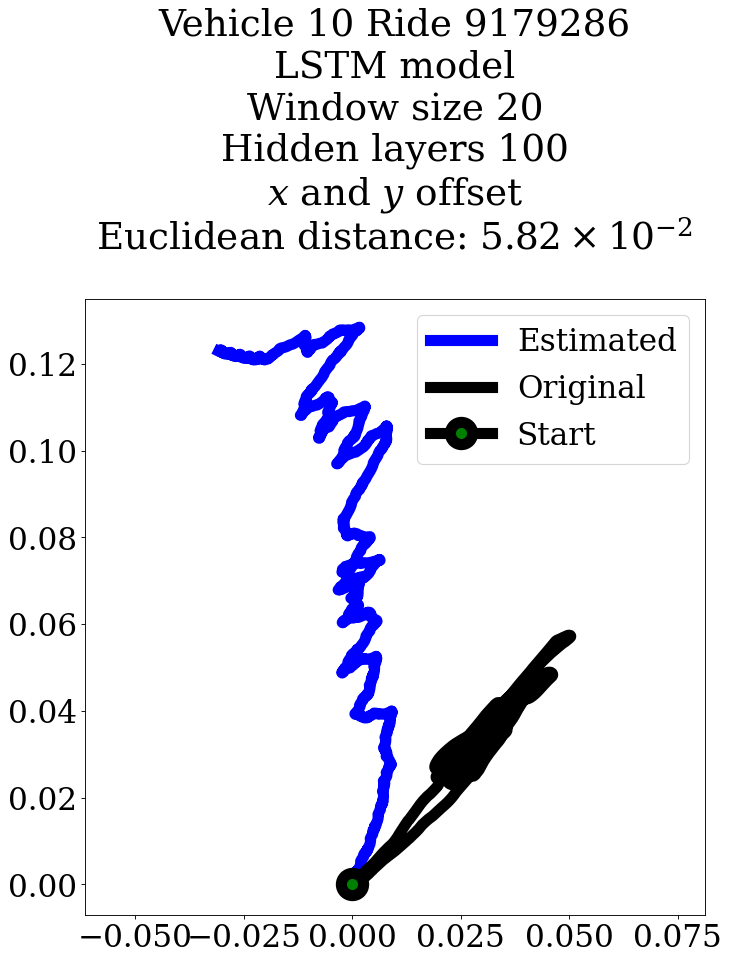 Vehicle 10 Ride 9179286
LSTM model
Window size 20
Hidden layers 100
x and y offset
Euclidean distance: 5.82 × 10⁻²
Estimated
Original
Start
0.12
0.10
0.08
0.06
0.04
0.02
0.00
−0.050 −0.025 0.000 0.025 0.050 0.075